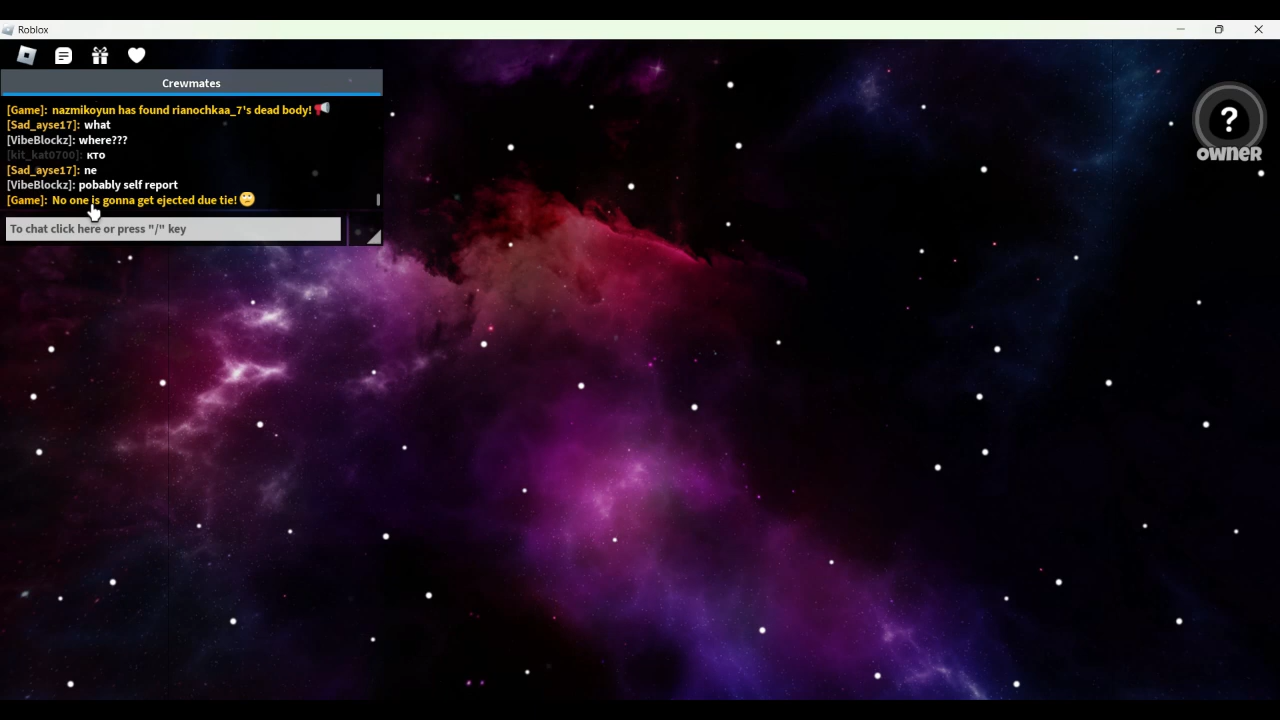 Roblox
Crewmates
[Game]: nazmikoyun has found rianochkaa_7's dead body!
[Sad_ayse17]: what
[VibeBlockz]: where???
[kit_kat0700]: кто
[Sad_ayse17]: ne
[VibeBlockz]: pobably self report
[Game]: No one is gonna get ejected due tie!
To chat click here or press "/" key
?
OWNER